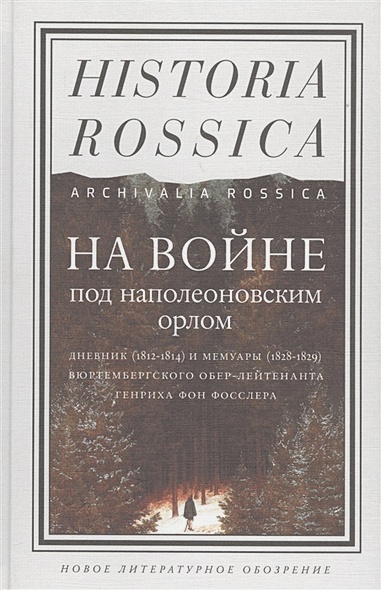 HISTORIA
ROSSICA
ARCHIVALIA ROSSICA
НА ВОЙНЕ
под наполеоновским
орлом
ДНЕВНИК (1812-1814) И МЕМУАРЫ (1828-1829)
ВЮРТЕМБЕРГСКОГО ОБЕР-ЛЕЙТЕНАНТА
ГЕНРИХА ФОН ФОССЛЕРА
НОВОЕ ЛИТЕРАТУРНОЕ ОБОЗРЕНИЕ